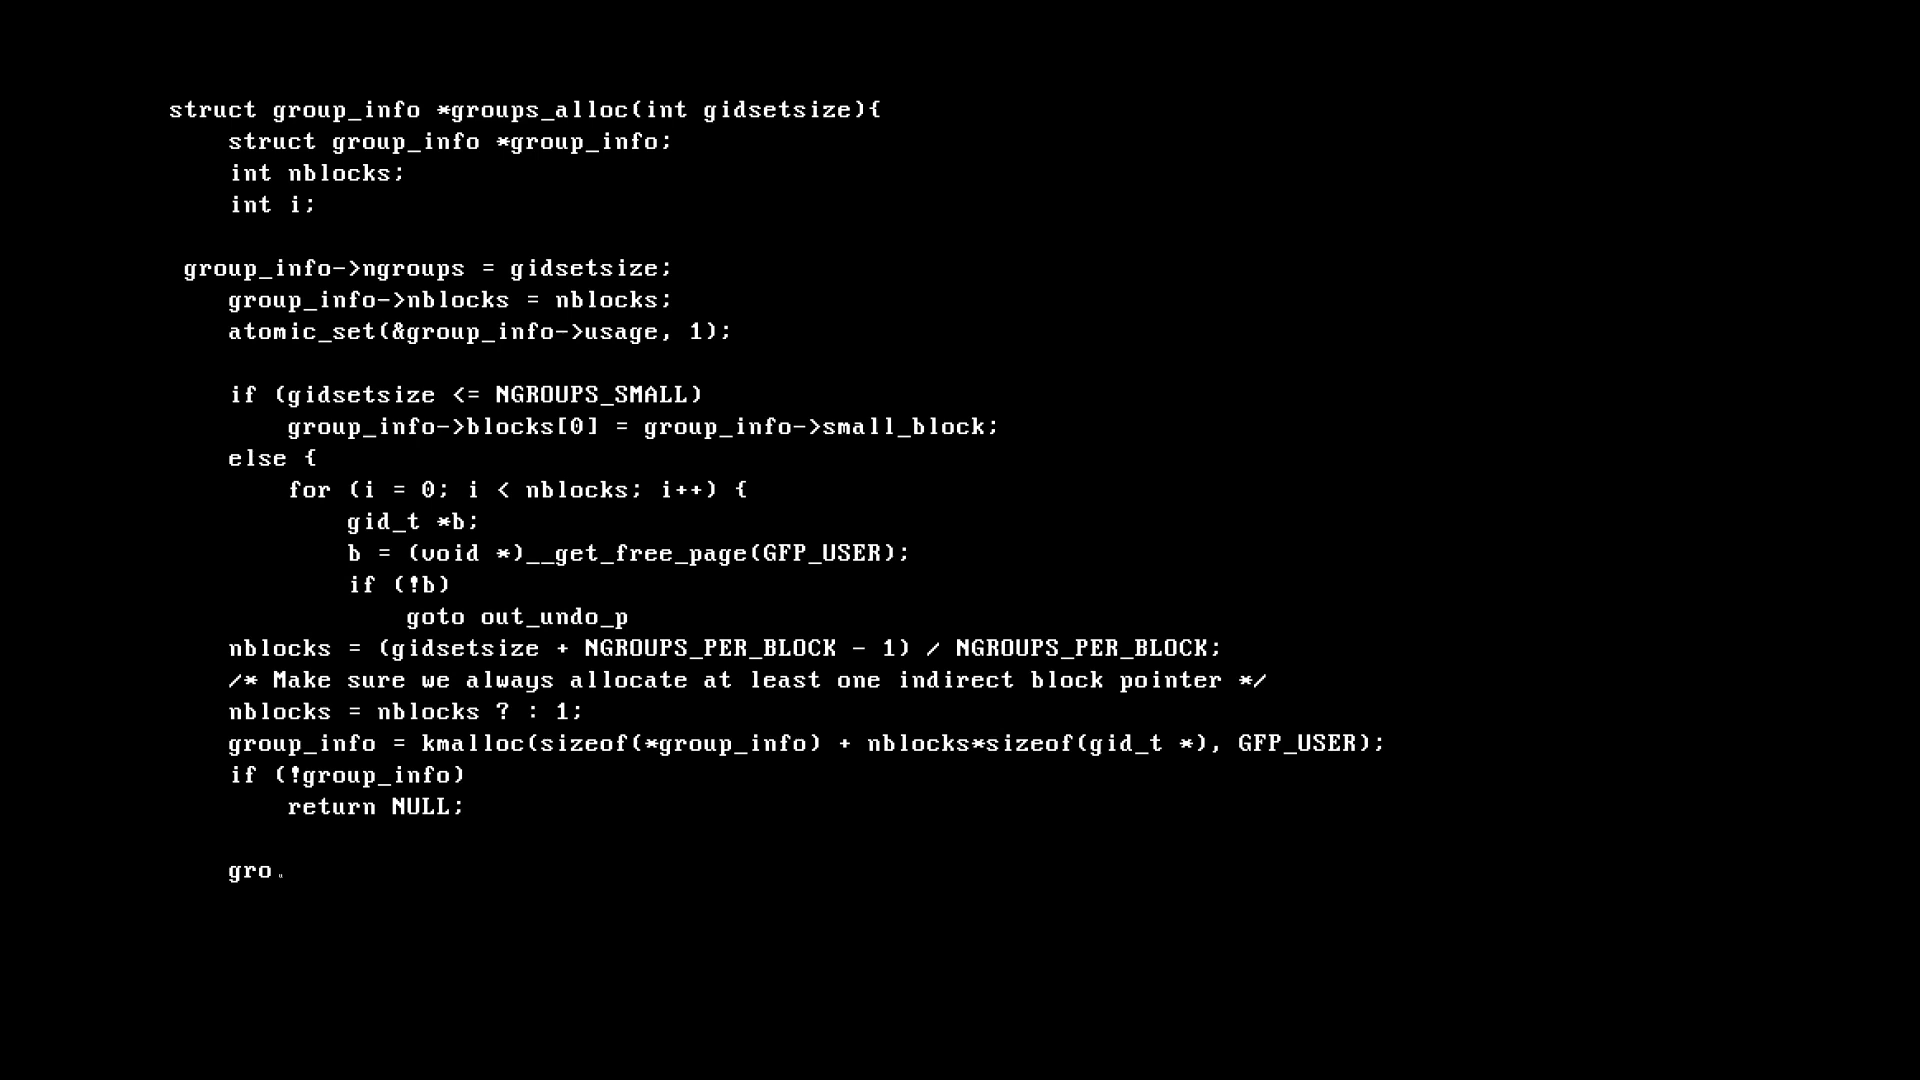 struct group_info *groups_alloc(int gidsetsize){
    struct group_info *group_info;
    int nblocks;
    int i;

 group_info->ngroups = gidsetsize;
    group_info->nblocks = nblocks;
    atomic_set(&group_info->usage, 1);

    if (gidsetsize <= NGROUPS_SMALL)
        group_info->blocks[0] = group_info->small_block;
    else {
        for (i = 0; i < nblocks; i++) {
            gid_t *b;
            b = (void *)__get_free_page(GFP_USER);
            if (!b)
                goto out_undo_p
    nblocks = (gidsetsize + NGROUPS_PER_BLOCK - 1) / NGROUPS_PER_BLOCK;
    /* Make sure we always allocate at least one indirect block pointer */
    nblocks = nblocks ? : 1;
    group_info = kmalloc(sizeof(*group_info) + nblocks*sizeof(gid_t *), GFP_USER);
    if (!group_info)
        return NULL;

    gro.